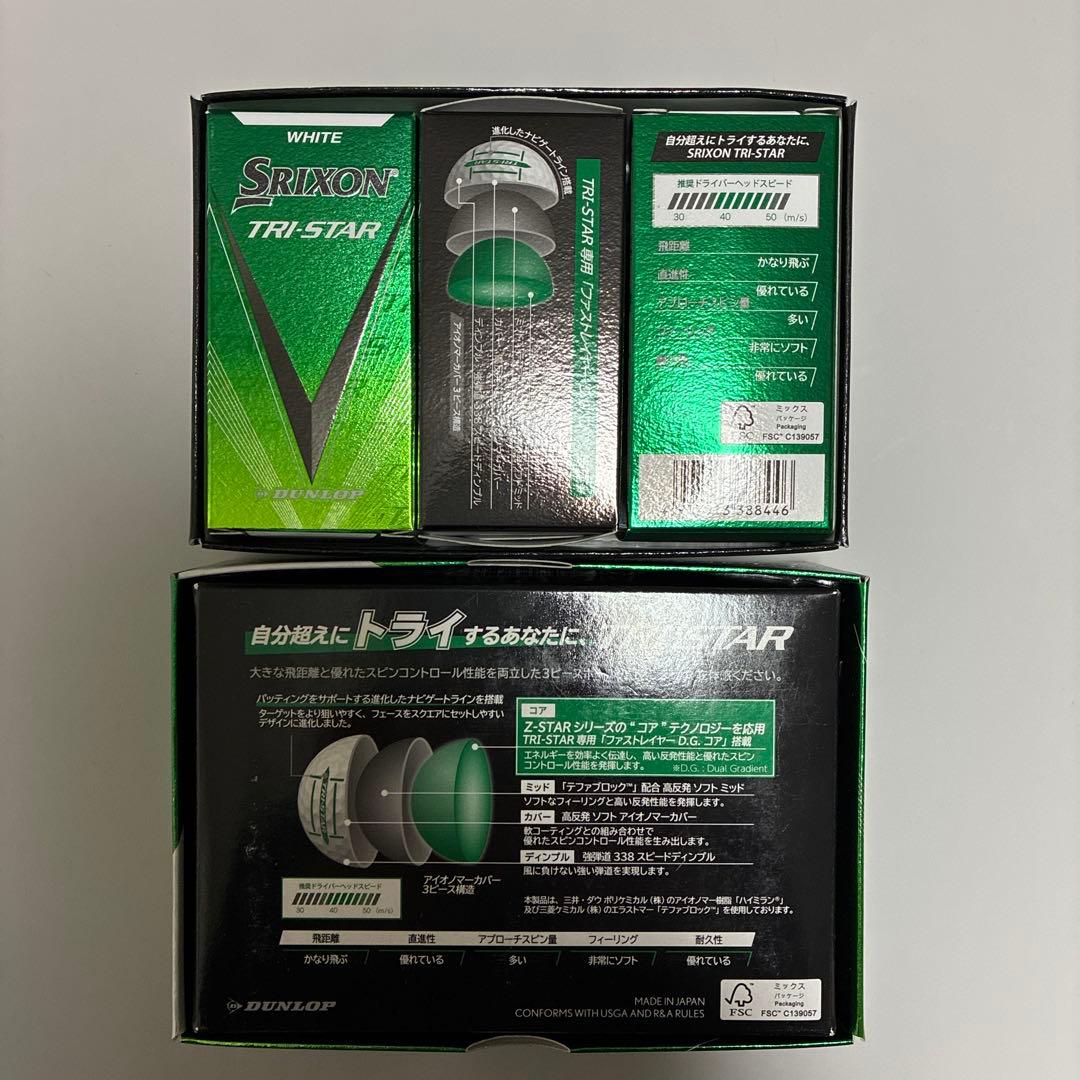 WHITE
SRIXON
TRI-STAR
DUNLOP
進化したナビゲートライン搭載
TRI-STAR
TRI-STAR 専用「ファストレイヤー
アイオノマーカバー3ピース構造
自分超えにトライするあなたに、
SRIXON TRI-STAR
推奨ドライバーヘッドスピード
30 40 50 (m/s)
飛距離
かなり飛ぶ
直進性
優れている
アプローチスピン量
多い
非常にソフト
優れている
ミックス
パッケージ
Packaging
FSC
FSC™ C139057
388446
自分超えにトライするあなたに、
STAR
大きな飛距離と優れたスピンコントロール性能を両立した3ピース
ください。
パッティングをサポートする進化したナビゲートラインを搭載
ターゲットをより狙いやすく、フェースをスクエアにセットしやすい
デザインに進化しました。
TRI-STAR
コア
Z-STAR シリーズの“コア”テクノロジーを応用
TRI-STAR 専用「ファストレイヤー D.G. コア」搭載
エネルギーを効率よく伝達し、高い反発性能と優れたスピン
コントロール性能を発揮します。 ※D.G. : Dual Gradient
ミッド 「テファブロック™」配合 高反発 ソフト ミッド
ソフトなフィーリングと高い反発性能を発揮します。
カバー 高反発 ソフト アイオノマーカバー
軟コーティングとの組み合わせで
優れたスピンコントロール性能を生み出します。
ディンプル 強弾道 338 スピードディンプル
風に負けない強い弾道を実現します。
アイオノマーカバー
3ピース構造
推奨ドライバーヘッドスピード
30 40 50 (m/s)
本製品は、三井・ダウ ポリケミカル(株)のアイオノマー樹脂「ハイミラン®」
及び三菱ケミカル(株)のエラストマー「テファブロック™」を使用しております。
飛距離 直進性 アプローチスピン量 フィーリング 耐久性
かなり飛ぶ 優れている 多い 非常にソフト 優れている
DUNLOP
MADE IN JAPAN
CONFORMS WITH USGA AND R&A RULES
ミックス
パッケージ
Packaging
FSC
FSC™ C139057